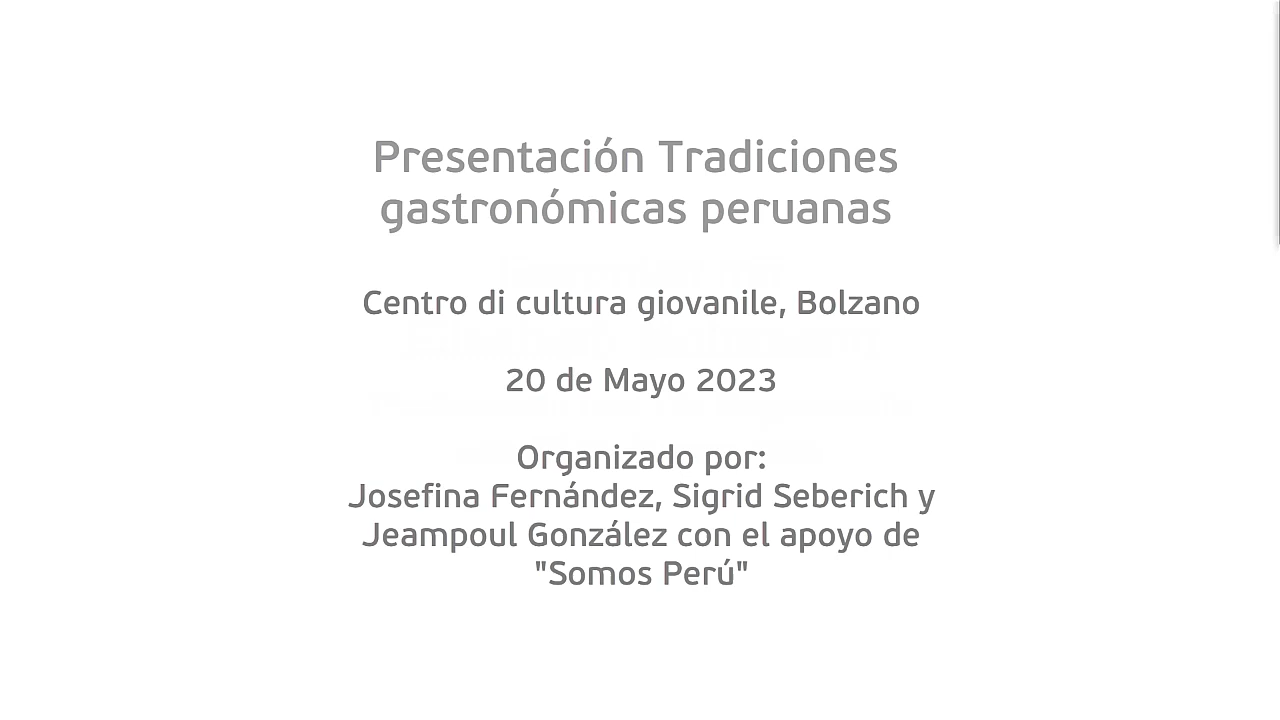 Presentación Tradiciones
gastronómicas peruanas
Centro di cultura giovanile, Bolzano
20 de Mayo 2023
Organizado por:
Josefina Fernández, Sigrid Seberich y
Jeampoul González con el apoyo de
"Somos Perú"